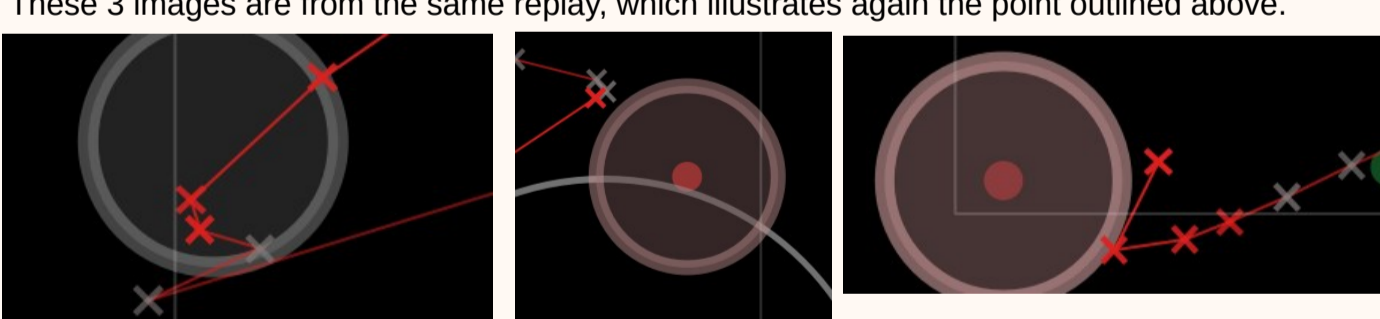 These 3 images are from the same replay, which illustrates again the point outlined above.